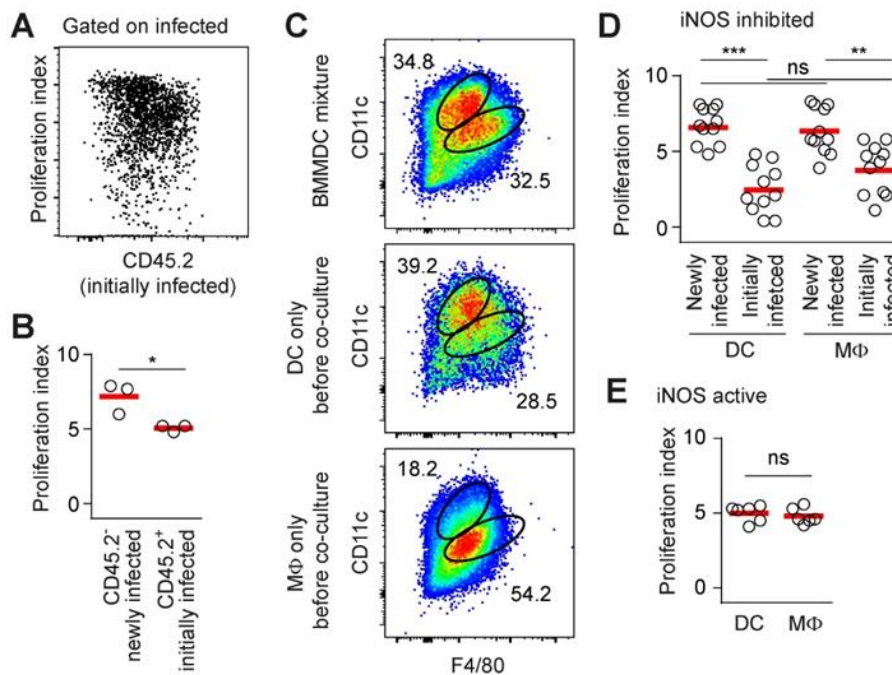 A
Gated on infected
Proliferation index
CD45.2
(initially infected)
B
Proliferation index
10
5
0
*
CD45.2-
newly infected
CD45.2+
initially infected
C
BMMDC mixture
CD11c
34.8
32.5
DC only
before co-culture
CD11c
39.2
28.5
MΦ only
before co-culture
CD11c
18.2
54.2
F4/80
D
iNOS inhibited
Proliferation index
10
5
0
***
**
ns
Newly
infected
Initially
infetced
Newly
infected
Initially
infected
DC
MΦ
E
iNOS active
Proliferation index
10
5
0
ns
DC
MΦ